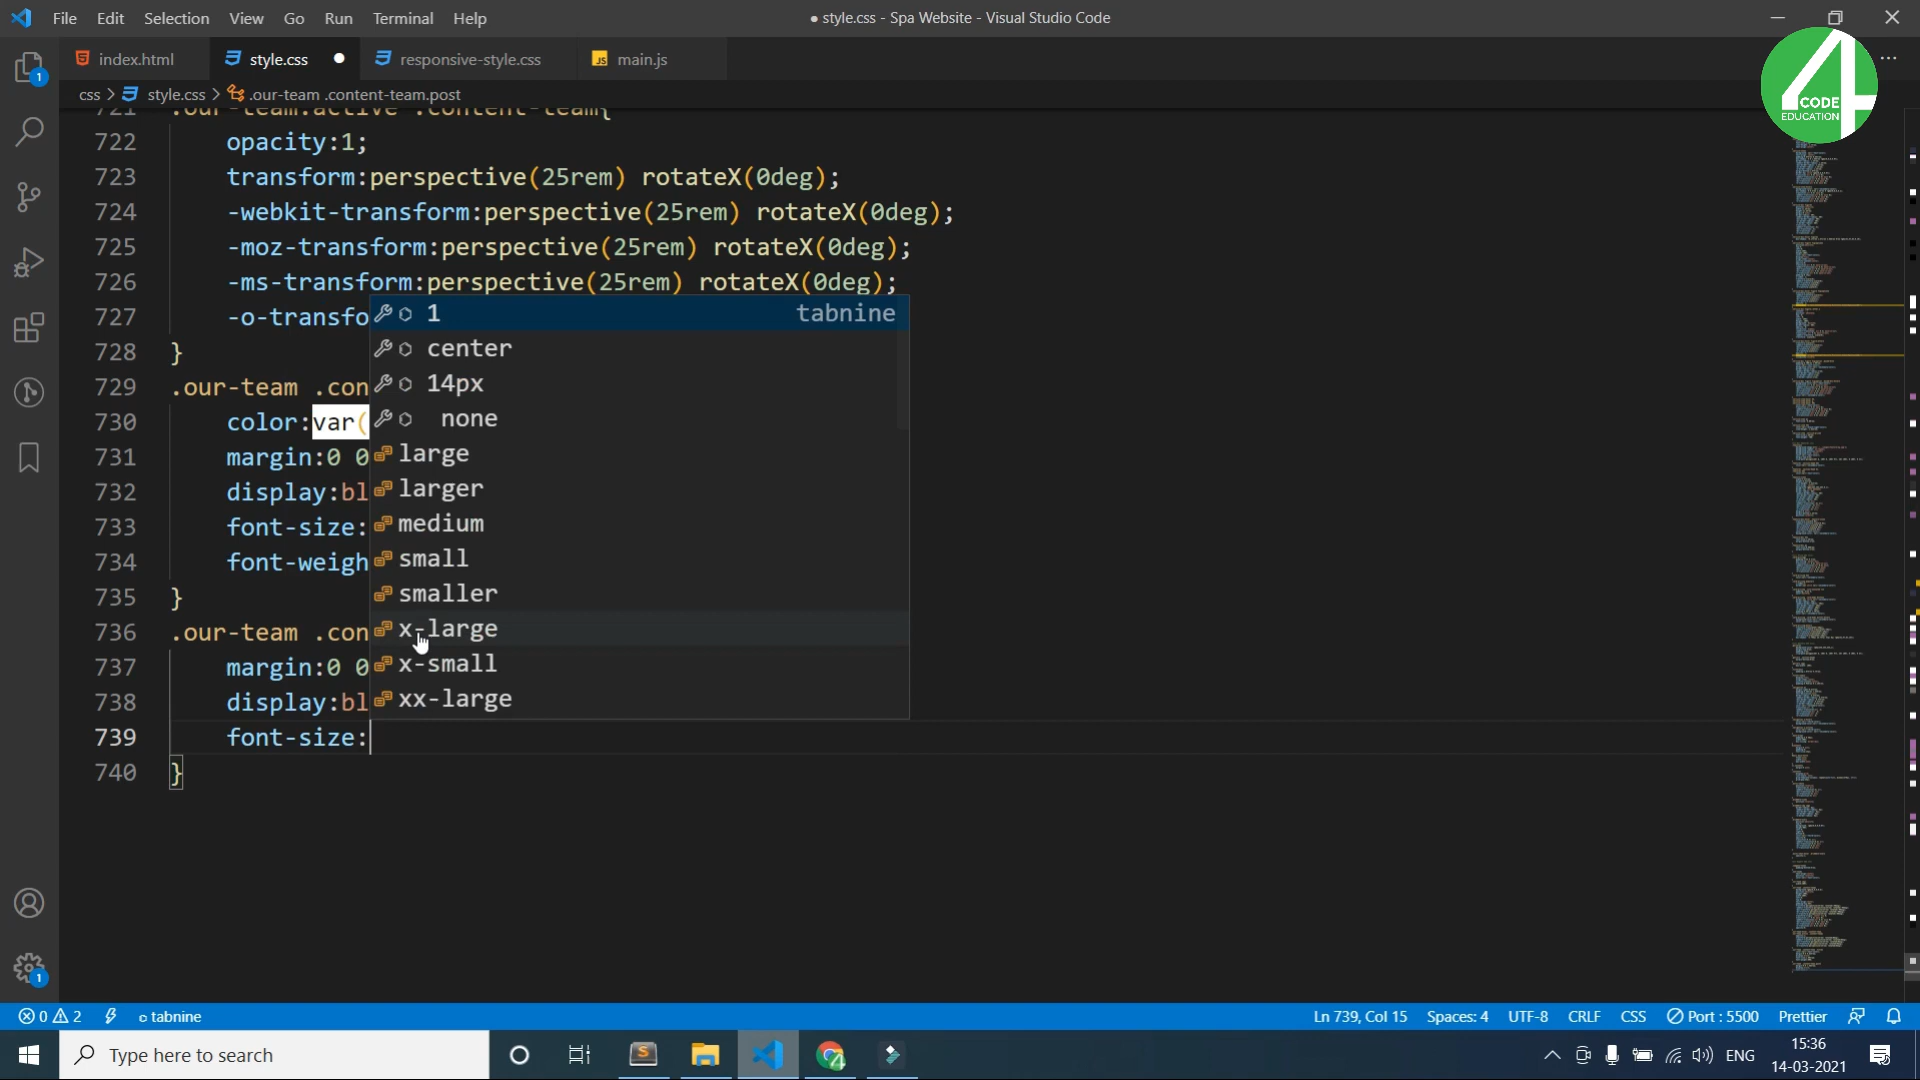 File Edit Selection View Go Run Terminal Help
● style.css - Spa Website - Visual Studio Code
index.html
style.css
responsive-style.css
main.js
CODE
EDUCATION
css > style.css > .our-team .content-team.post
721 .our-team.active .content-team{
722 opacity:1;
723 transform:perspective(25rem) rotateX(0deg);
724 -webkit-transform:perspective(25rem) rotateX(0deg);
725 -moz-transform:perspective(25rem) rotateX(0deg);
726 -ms-transform:perspective(25rem) rotateX(0deg);
727 -o-transfo
728 }
729 .our-team .con
730 color:var(
731 margin:0 0
732 display:bl
733 font-size:
734 font-weigh
735 }
736 .our-team .con
737 margin:0 0
738 display:bl
739 font-size:
740 }
1 tabnine
center
14px
none
large
larger
medium
small
smaller
x-large
x-small
xx-large
1
1
0 2 tabnine
Ln 739, Col 15 Spaces: 4 UTF-8 CRLF CSS Port : 5500 Prettier
Type here to search
ENG
15:36
14-03-2021